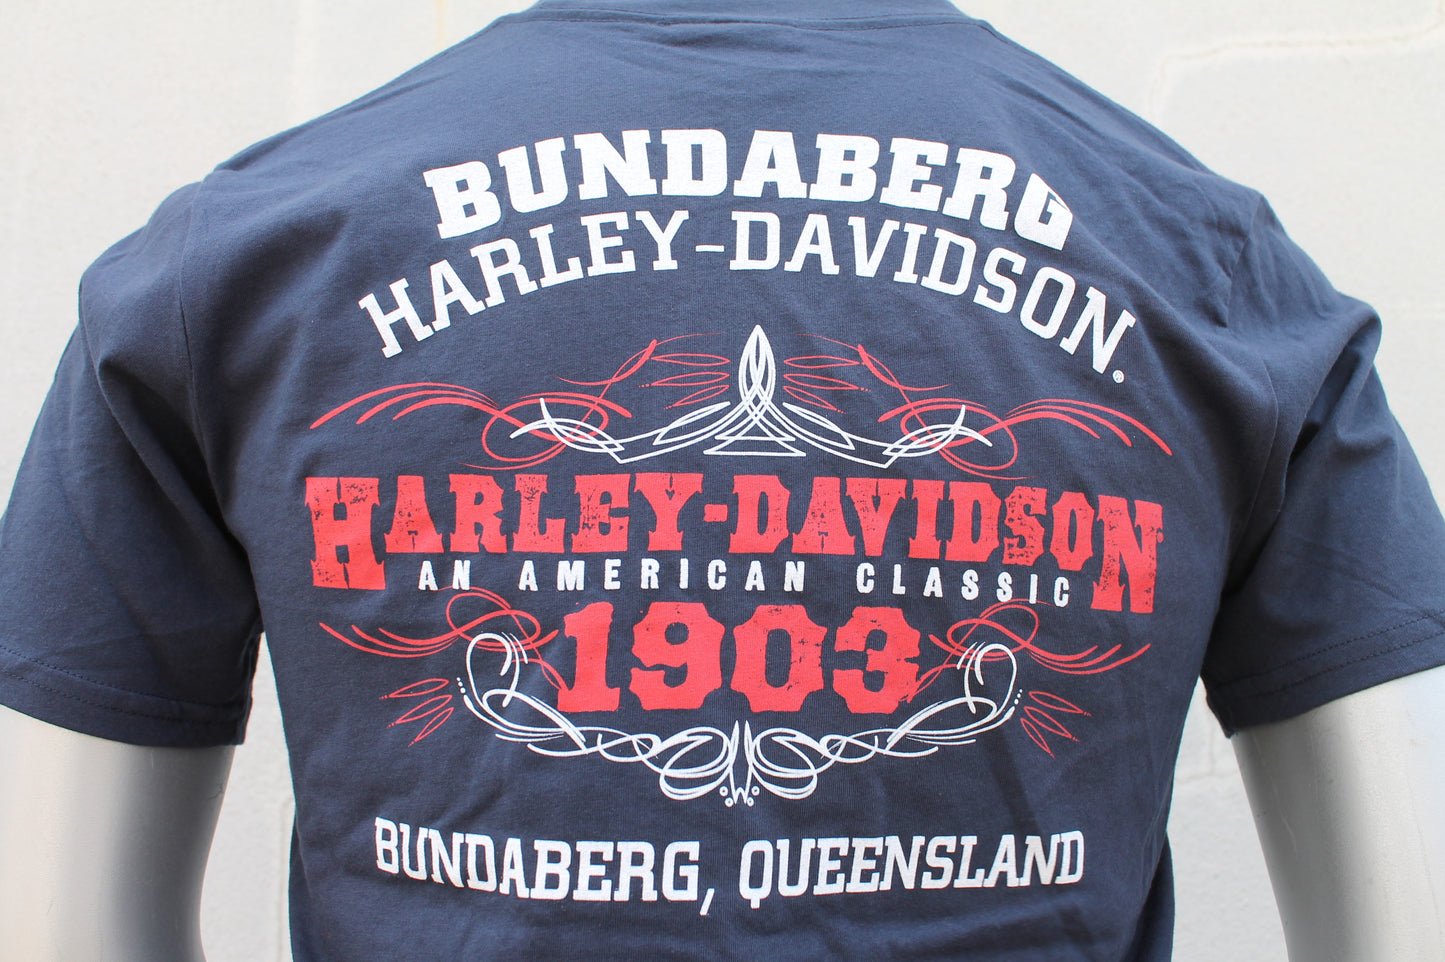 BUNDABERG
HARLEY-DAVIDSON.®
HARLEY-DAVIDSON®
AN AMERICAN CLASSIC
1903
BUNDABERG, QUEENSLAND